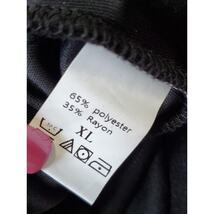 65% polyester
35% Rayon
XL